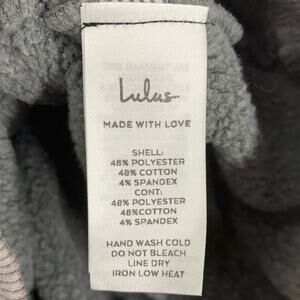 Lulus
MADE WITH LOVE
SHELL:
48% POLYESTER
48% COTTON
4% SPANDEX
CONT:
48% POLYESTER
48%COTTON
4% SPANDEX
HAND WASH COLD
DO NOT BLEACH
LINE DRY
IRON LOW HEAT